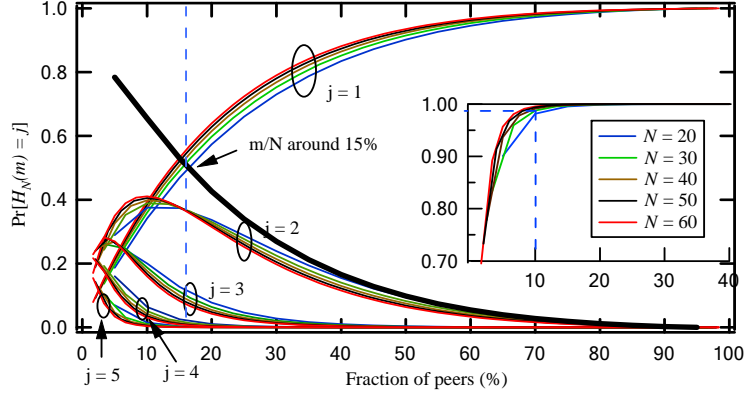 Pr[H_N(m) = j]
1.0
0.8
0.6
0.4
0.2
0.0
0 10 20 30 40 50 60 70 80 90 100
Fraction of peers (%)
j = 1
m/N around 15%
j = 2
j = 3
j = 4
j = 5
1.00
0.90
0.80
0.70
0 10 20 30 40
N = 20
N = 30
N = 40
N = 50
N = 60